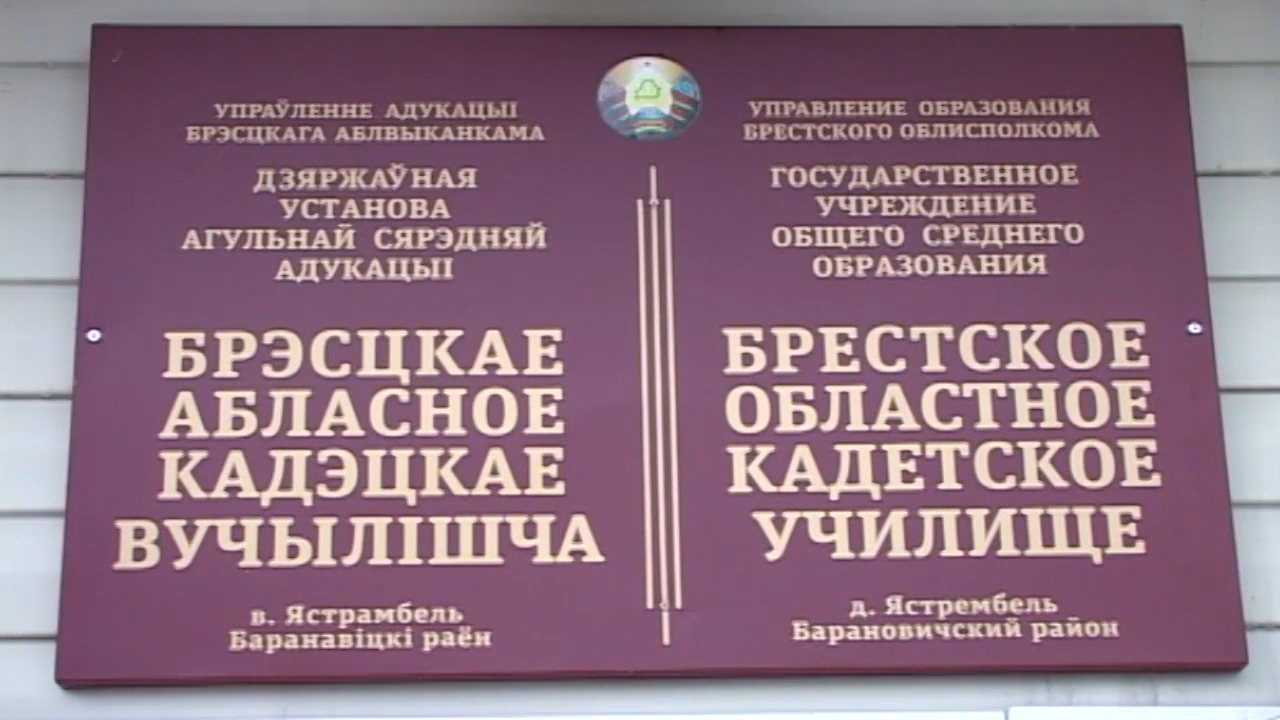 УПРАЎЛЕННЕ АДУКАЦЫІ
БРЭСЦКАГА АБЛВЫКАНКАМА
ДЗЯРЖАЎНАЯ
УСТАНОВА
АГУЛЬНАЙ СЯРЭДНЯЙ
АДУКАЦЫІ
БРЭСЦКАЕ
АБЛАСНОЕ
КАДЭЦКАЕ
ВУЧЫЛІШЧА
в. Ястрамбель
Баранавіцкі раён
УПРАВЛЕНИЕ ОБРАЗОВАНИЯ
БРЕСТСКОГО ОБЛИСПОЛКОМА
ГОСУДАРСТВЕННОЕ
УЧРЕЖДЕНИЕ
ОБЩЕГО СРЕДНЕГО
ОБРАЗОВАНИЯ
БРЕСТСКОЕ
ОБЛАСТНОЕ
КАДЕТСКОЕ
УЧИЛИЩЕ
д. Ястрембель
Барановичский район